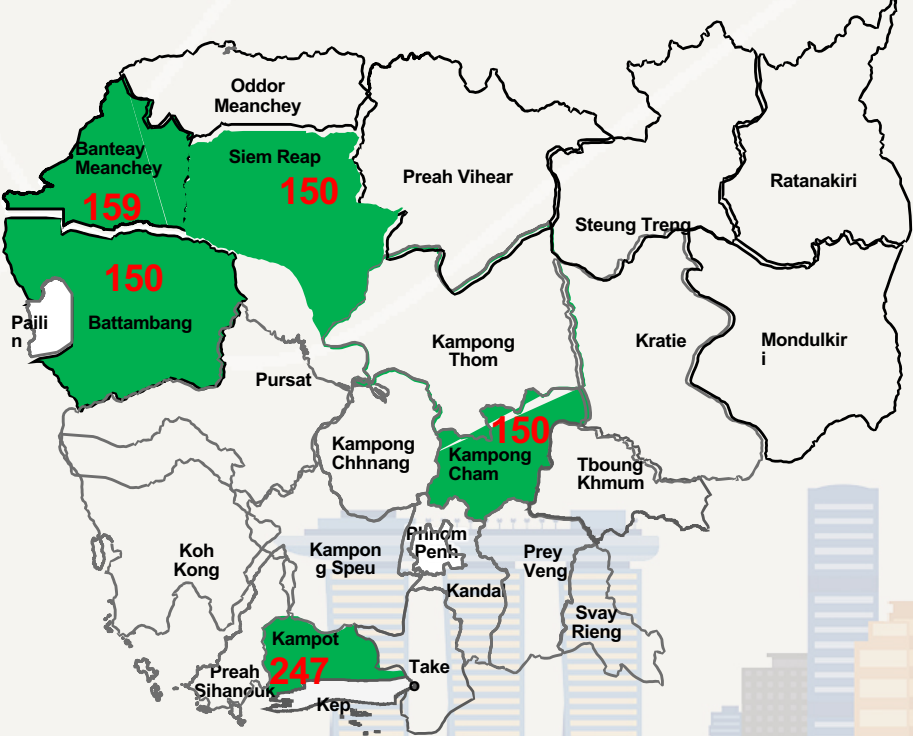 Oddor
Meanchey
Banteay
Meanchey
159
Siem Reap
150
Preah Vihear
Ratanakiri
Steung Treng
150
Battambang
Paili
n
Kampong
Thom
Kratie
Mondulkir
i
Pursat
150
Kampong
Cham
Kampong
Chhnang
Tboung
Khmum
Phnom
Penh
Koh
Kong
Kampon
g Speu
Prey
Veng
Kandal
Svay
Rieng
Kampot
247
Preah
Sihanouk
Take
Kep